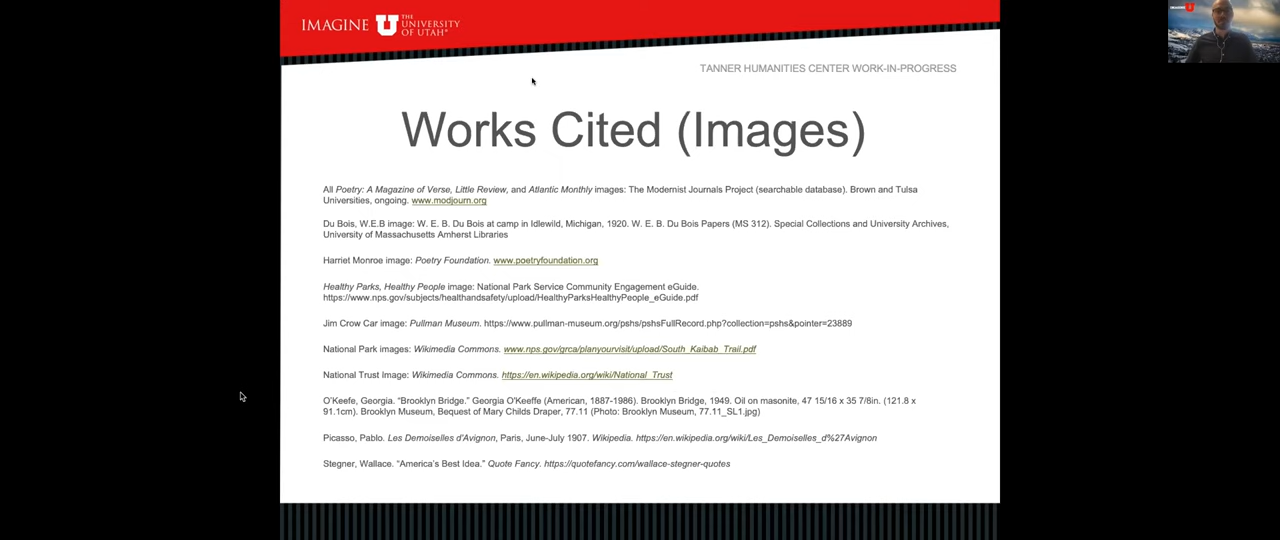 IMAGINE
THE
UNIVERSITY
OF UTAH®
TANNER HUMANITIES CENTER WORK-IN-PROGRESS
Works Cited (Images)
All Poetry: A Magazine of Verse, Little Review, and Atlantic Monthly images: The Modernist Journals Project (searchable database). Brown and Tulsa
Universities, ongoing. www.modjourn.org
Du Bois, W.E.B image: W. E. B. Du Bois at camp in Idlewild, Michigan, 1920. W. E. B. Du Bois Papers (MS 312). Special Collections and University Archives,
University of Massachusetts Amherst Libraries
Harriet Monroe image: Poetry Foundation. www.poetryfoundation.org
Healthy Parks, Healthy People image: National Park Service Community Engagement eGuide.
https://www.nps.gov/subjects/healthandsafety/upload/HealthyParksHealthyPeople_eGuide.pdf
Jim Crow Car image: Pullman Museum. https://www.pullman-museum.org/pshs/pshsFullRecord.php?collection=pshs&pointer=23889
National Park images: Wikimedia Commons. www.nps.gov/grca/planyourvisit/upload/South_Kaibab_Trail.pdf
National Trust Image: Wikimedia Commons. https://en.wikipedia.org/wiki/National_Trust
O'Keefe, Georgia. “Brooklyn Bridge.” Georgia O'Keeffe (American, 1887-1986). Brooklyn Bridge, 1949. Oil on masonite, 47 15/16 x 35 7/8in. (121.8 x
91.1cm). Brooklyn Museum, Bequest of Mary Childs Draper, 77.11 (Photo: Brooklyn Museum, 77.11_SL1.jpg)
Picasso, Pablo. Les Demoiselles d'Avignon, Paris, June-July 1907. Wikipedia. https://en.wikipedia.org/wiki/Les_Demoiselles_d%27Avignon
Stegner, Wallace. “America's Best Idea.” Quote Fancy. https://quotefancy.com/wallace-stegner-quotes